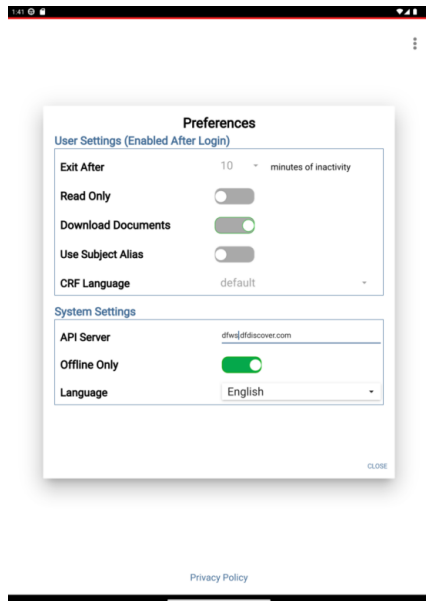 1:41
Preferences
User Settings (Enabled After Login)
Exit After 10 minutes of inactivity
Read Only
Download Documents
Use Subject Alias
CRF Language default
System Settings
API Server dfws.dfdiscover.com
Offline Only
Language English
CLOSE
Privacy Policy